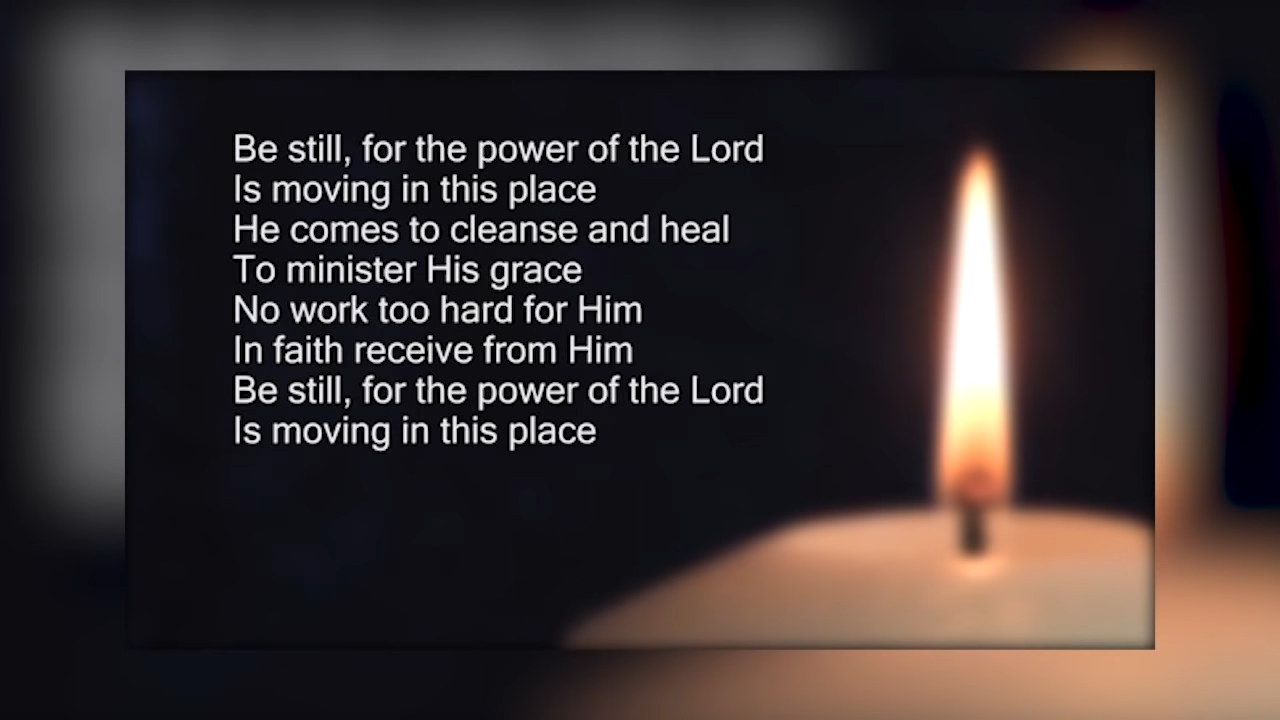 Be still, for the power of the Lord
Is moving in this place
He comes to cleanse and heal
To minister His grace
No work too hard for Him
In faith receive from Him
Be still, for the power of the Lord
Is moving in this place